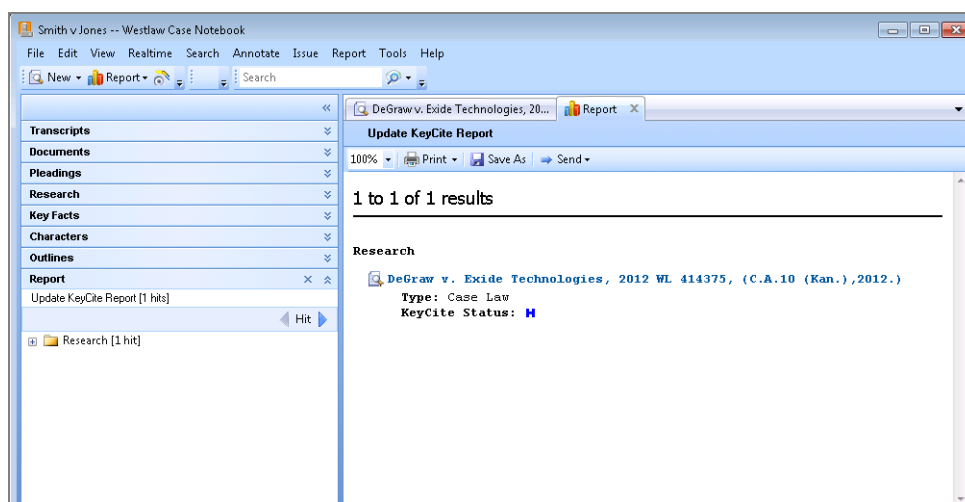 Smith v Jones -- Westlaw Case Notebook
File Edit View Realtime Search Annotate Issue Report Tools Help
New Report Search
DeGraw v. Exide Technologies, 20... Report
Transcripts
Documents
Pleadings
Research
Key Facts
Characters
Outlines
Report
Update KeyCite Report [1 hits]
Hit
Research [1 hit]
Update KeyCite Report
100% Print Save As Send
1 to 1 of 1 results
Research
DeGraw v. Exide Technologies, 2012 WL 414375, (C.A.10 (Kan.),2012.)
Type: Case Law
KeyCite Status: H